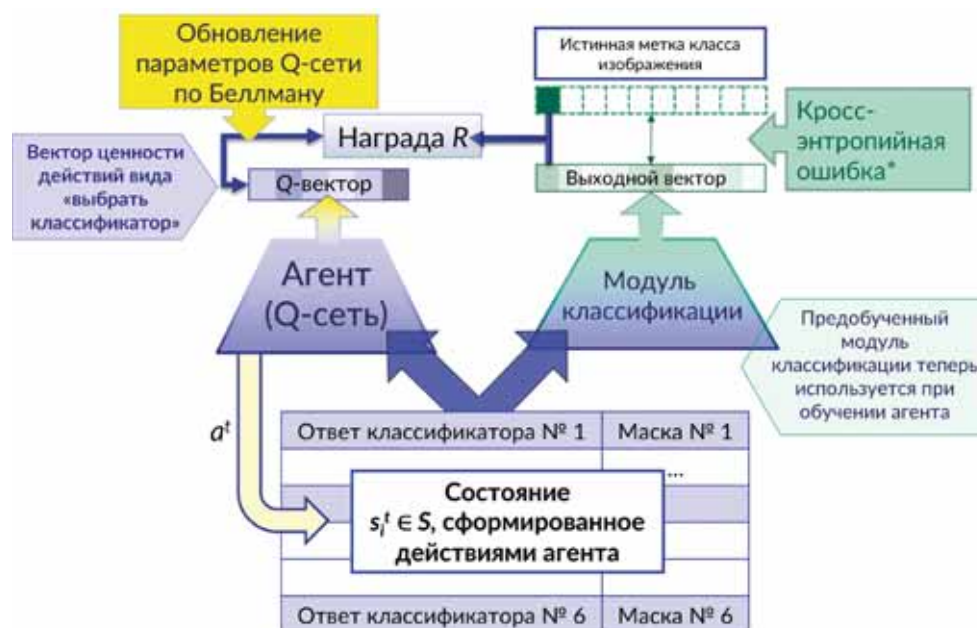 Обновление
параметров Q-сети
по Беллману
Истинная метка класса
изображения
Награда R
Кросс-
энтропийная
ошибка*
Вектор ценности
действий вида
«выбрать
классификатор»
Q-вектор
Выходной вектор
Агент
(Q-сеть)
Модуль
классификации
Предобученный
модуль
классификации теперь
используется при
обучении агента
aᵗ
Ответ классификатора № 1
Маска № 1
...
Состояние
sᵢᵗ ∈ S, сформированное
действиями агента
Ответ классификатора № 6
Маска № 6